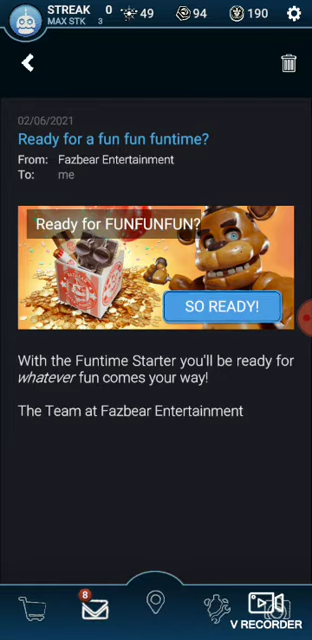 STREAK 0
MAX STK 3
49
94
190
02/06/2021
Ready for a fun fun funtime?
From: Fazbear Entertainment
To: me
Ready for FUNFUNFUN?
SO READY!
With the Funtime Starter you'll be ready for
whatever fun comes your way!
The Team at Fazbear Entertainment
8
V RECORDER